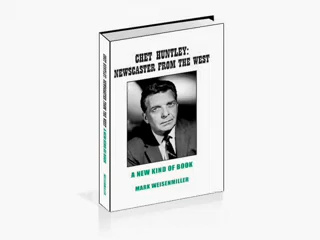 CHET HUNTLEY:
NEWSCASTER FROM THE WEST
A NEW KIND OF BOOK
MARK WEISENMILLER